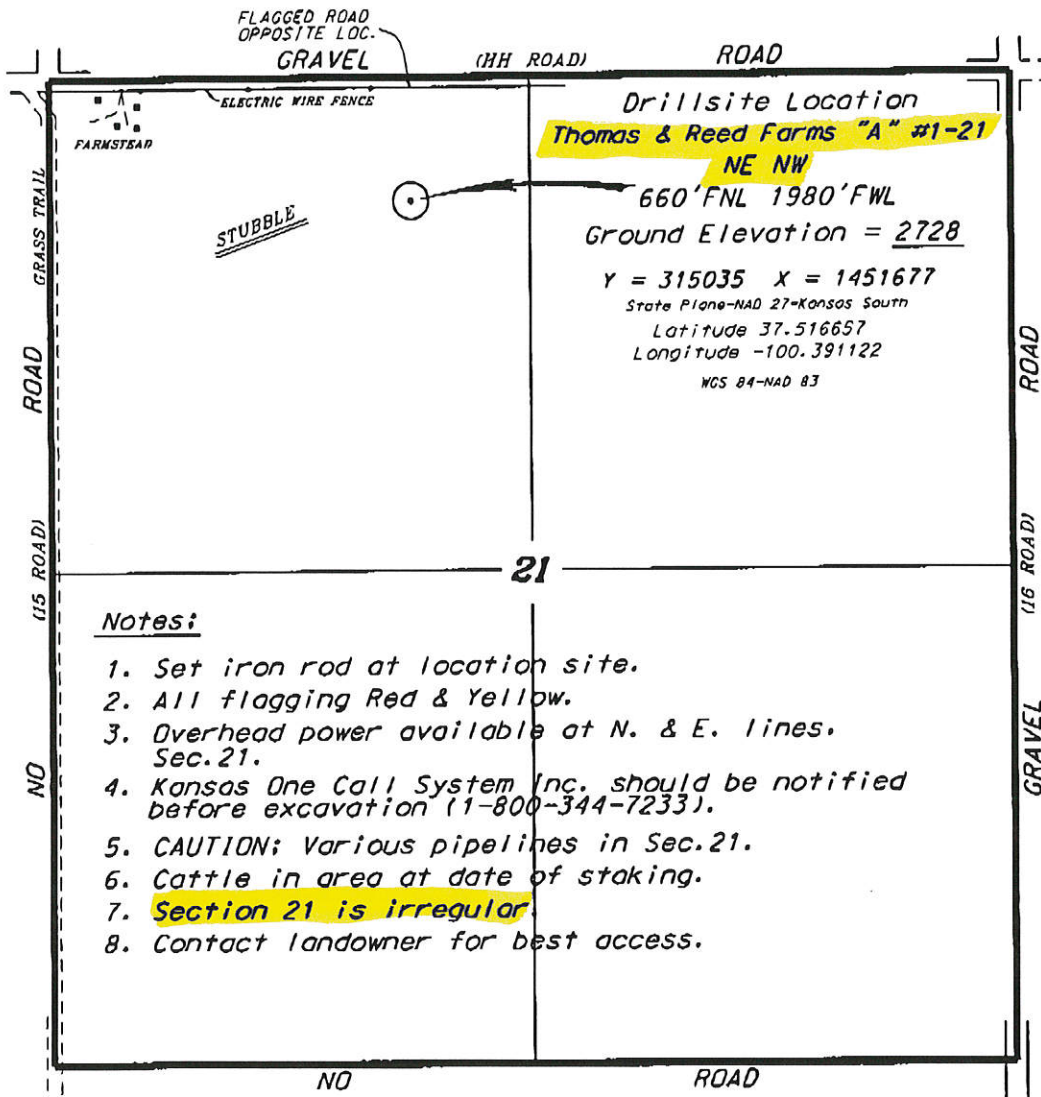 FLAGGED ROAD
OPPOSITE LOC.
GRAVEL (HH ROAD) ROAD
ELECTRIC WIRE FENCE
FARMSTEAD
Drillsite Location
Thomas & Reed Farms "A" #1-21
NE NW
660'FNL 1980'FWL
Ground Elevation = 2728
Y = 315035 X = 1451677
State Plane-NAD 27-Kansas South
Latitude 37.516657
Longitude -100.391122
WGS 84-NAD 83
STUBBLE
GRASS TRAIL
NO (15 ROAD) ROAD
GRAVEL (16 ROAD) ROAD
21
Notes:
1. Set iron rod at location site.
2. All flagging Red & Yellow.
3. Overhead power available at N. & E. lines.
Sec.21.
4. Kansas One Call System Inc. should be notified
before excavation (1-800-344-7233).
5. CAUTION: Various pipelines in Sec.21.
6. Cattle in area at date of staking.
7. Section 21 is irregular.
8. Contact landowner for best access.
NO ROAD